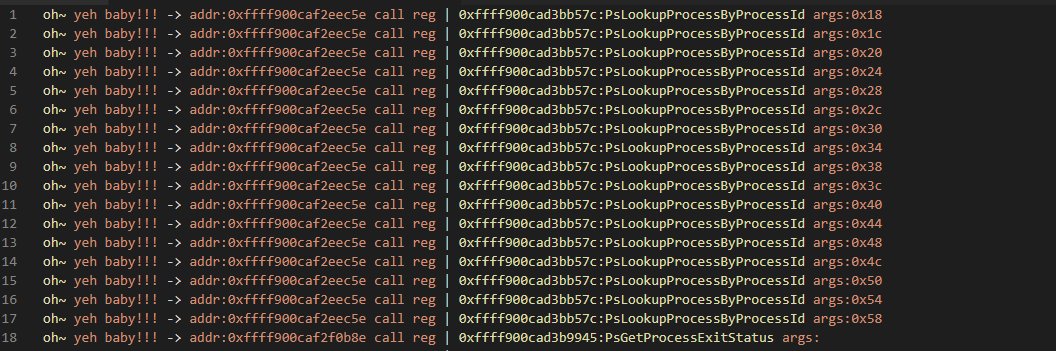 1 oh~ yeh baby!!! -> addr:0xffff900caf2eec5e call reg | 0xffff900cad3bb57c:PsLookupProcessByProcessId args:0x18
2 oh~ yeh baby!!! -> addr:0xffff900caf2eec5e call reg | 0xffff900cad3bb57c:PsLookupProcessByProcessId args:0x1c
3 oh~ yeh baby!!! -> addr:0xffff900caf2eec5e call reg | 0xffff900cad3bb57c:PsLookupProcessByProcessId args:0x20
4 oh~ yeh baby!!! -> addr:0xffff900caf2eec5e call reg | 0xffff900cad3bb57c:PsLookupProcessByProcessId args:0x24
5 oh~ yeh baby!!! -> addr:0xffff900caf2eec5e call reg | 0xffff900cad3bb57c:PsLookupProcessByProcessId args:0x28
6 oh~ yeh baby!!! -> addr:0xffff900caf2eec5e call reg | 0xffff900cad3bb57c:PsLookupProcessByProcessId args:0x2c
7 oh~ yeh baby!!! -> addr:0xffff900caf2eec5e call reg | 0xffff900cad3bb57c:PsLookupProcessByProcessId args:0x30
8 oh~ yeh baby!!! -> addr:0xffff900caf2eec5e call reg | 0xffff900cad3bb57c:PsLookupProcessByProcessId args:0x34
9 oh~ yeh baby!!! -> addr:0xffff900caf2eec5e call reg | 0xffff900cad3bb57c:PsLookupProcessByProcessId args:0x38
10 oh~ yeh baby!!! -> addr:0xffff900caf2eec5e call reg | 0xffff900cad3bb57c:PsLookupProcessByProcessId args:0x3c
11 oh~ yeh baby!!! -> addr:0xffff900caf2eec5e call reg | 0xffff900cad3bb57c:PsLookupProcessByProcessId args:0x40
12 oh~ yeh baby!!! -> addr:0xffff900caf2eec5e call reg | 0xffff900cad3bb57c:PsLookupProcessByProcessId args:0x44
13 oh~ yeh baby!!! -> addr:0xffff900caf2eec5e call reg | 0xffff900cad3bb57c:PsLookupProcessByProcessId args:0x48
14 oh~ yeh baby!!! -> addr:0xffff900caf2eec5e call reg | 0xffff900cad3bb57c:PsLookupProcessByProcessId args:0x4c
15 oh~ yeh baby!!! -> addr:0xffff900caf2eec5e call reg | 0xffff900cad3bb57c:PsLookupProcessByProcessId args:0x50
16 oh~ yeh baby!!! -> addr:0xffff900caf2eec5e call reg | 0xffff900cad3bb57c:PsLookupProcessByProcessId args:0x54
17 oh~ yeh baby!!! -> addr:0xffff900caf2eec5e call reg | 0xffff900cad3bb57c:PsLookupProcessByProcessId args:0x58
18 oh~ yeh baby!!! -> addr:0xffff900caf2f0b8e call reg | 0xffff900cad3b9945:PsGetProcessExitStatus args: